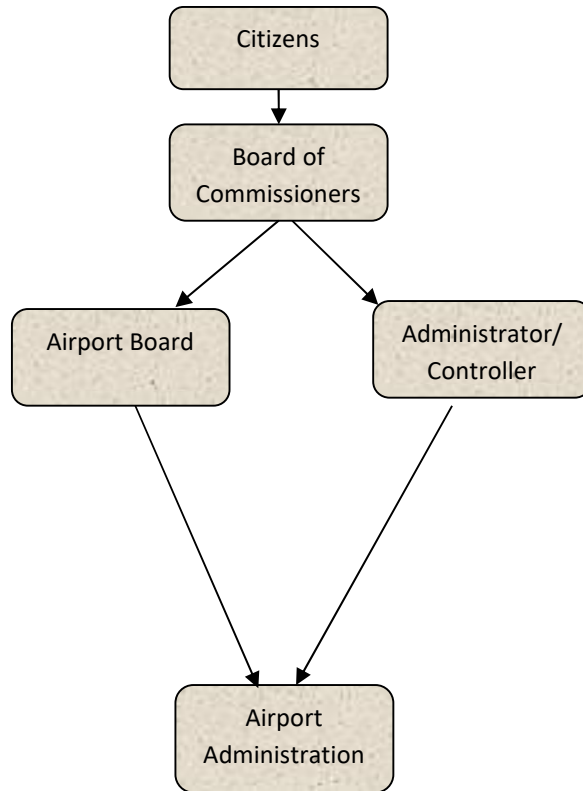 Citizens
Board of
Commissioners
Airport Board
Administrator/
Controller
Airport
Administration